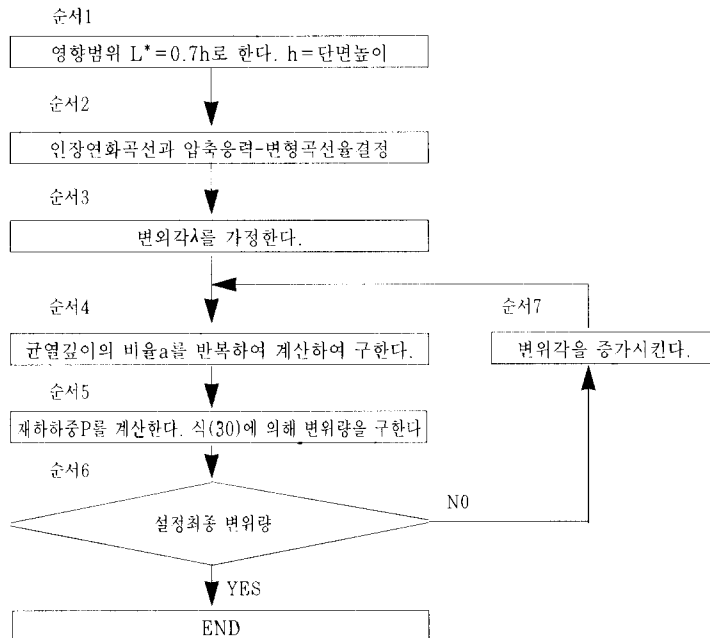 순서1
영향범위 L*=0.7h로 한다. h=단면높이
순서2
인장연화곡선과 압축응력-변형곡선율결정
순서3
변외각λ를 가정한다.
순서4
균열깊이의 비율a를 반복하여 계산하여 구한다.
순서7
변위각을 증가시킨다.
순서5
재하하중P를 계산한다. 식(30)에 의해 변위량을 구한다
순서6
설정최종 변위량
NO
YES
END